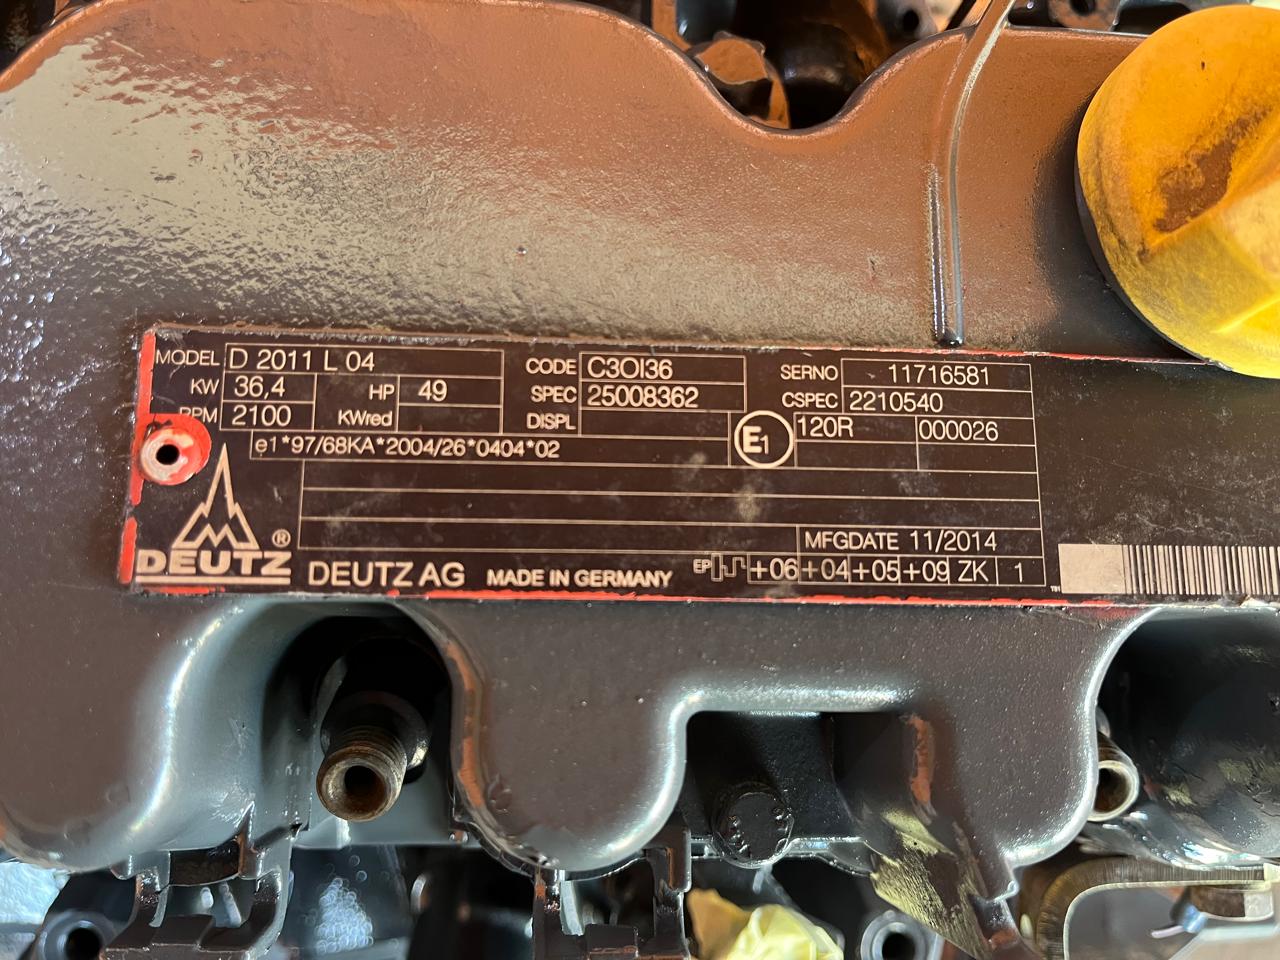 MODEL D 2011 L 04 CODE C3OI36 SERNO 11716581
KW 36,4 HP 49 SPEC 25008362 CSPEC 2210540
RPM 2100 KWred DISPL E1 120R 000026
e1*97/68KA*2004/26*0404*02
MFGDATE 11/2014
DEUTZ ® DEUTZ AG MADE IN GERMANY EP +06 +04 +05 +09 ZK 1